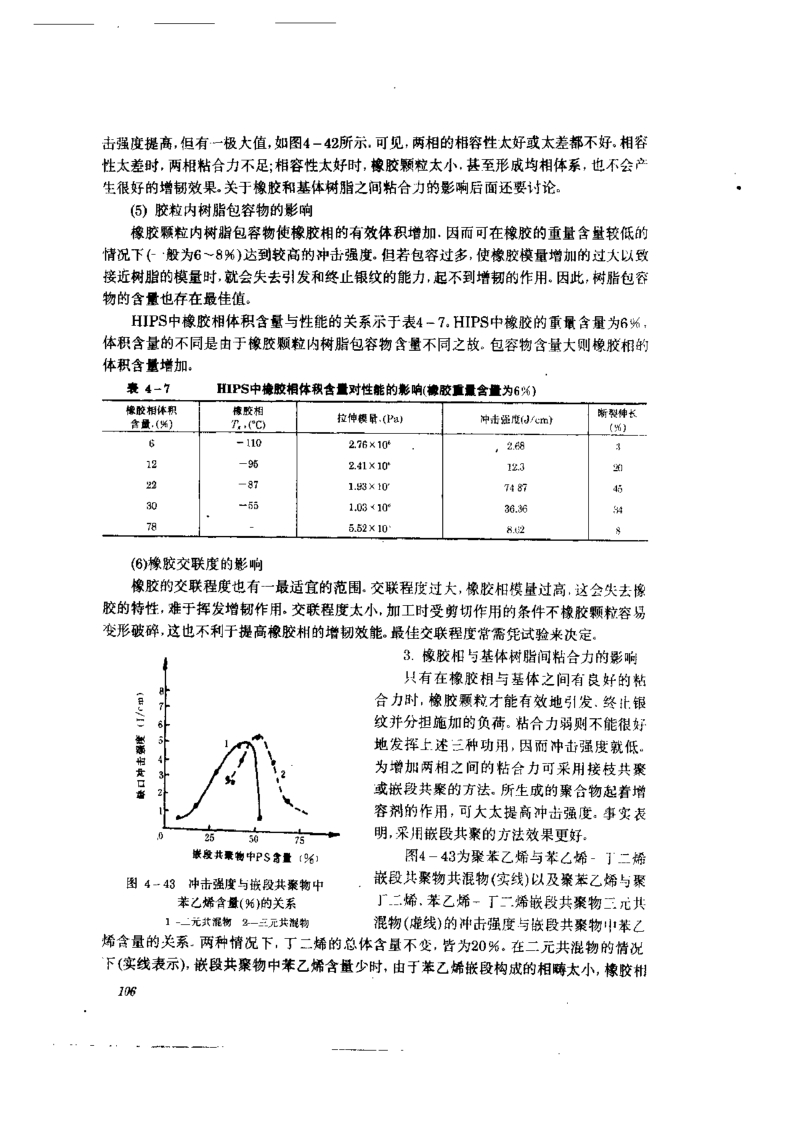 击强度提高,但有一极大值,如图4-42所示.可见,两相的相容性太好或太差都不好.相容
性太差时,两相粘合力不足;相容性太好时,橡胶颗粒太小,甚至形成均相体系,也不会产
生很好的增韧效果.关于橡胶和基体树脂之间粘合力的影响后面还要讨论。
(5) 胶粒内树脂包容物的影响
橡胶颗粒内树脂包容物使橡胶相的有效体积增加,因而可在橡胶的重量含量较低的
情况下(一般为6~8%)达到较高的冲击强度.但若包容过多,使橡胶模量增加的过大以致
接近树脂的模量时,就会失去引发和终止银纹的能力,起不到增韧的作用。因此,树脂包容
物的含量也存在最佳值。
HIPS中橡胶相体积含量与性能的关系示于表4-7。HIPS中橡胶的重量含量为6%,
体积含量的不同是由于橡胶颗粒内树脂包容物含量不同之故。包容物含量大则橡胶相的
体积含量增加。
表 4-7 HIPS中橡胶相体积含量对性能的影响(橡胶重量含量为6%)
橡胶相体积含量,(%) 橡胶相Tg,(℃) 拉伸模量,(Pa) 冲击强度(J/cm) 断裂伸长(%)
6 -110 2.76×10 2.68 3
12 -95 2.41×10 12.3 20
22 -87 1.93×10 74 87 45
30 -55 1.03×10 36.36 34
78 - 5.52×10 8.02 8
(6)橡胶交联度的影响
橡胶的交联程度也有一最适宜的范围.交联程度过大,橡胶相模量过高,这会失去橡
胶的特性,难于挥发增韧作用.交联程度太小,加工时受剪切作用的条件不橡胶颗粒容易
变形破碎,这也不利于提高橡胶相的增韧效能.最佳交联程度常需凭试验来决定。
3. 橡胶相与基体树脂间粘合力的影响
只有在橡胶相与基体之间有良好的粘
合力时,橡胶颗粒才能有效地引发、终止银
纹并分担施加的负荷.粘合力弱则不能很好
地发挥上述三种功用,因而冲击强度就低。
为增加两相之间的粘合力可采用接枝共聚
或嵌段共聚的方法。所生成的聚合物起着增
容剂的作用,可大大提高冲击强度.事实表
明,采用嵌段共聚的方法效果更好。
缺口冲击强度 (J/cm)
8
7
6
5
4
3
2
1
1
2
0 25 50 75
嵌段共聚物中PS含量 (%)
图 4-43 冲击强度与嵌段共聚物中
苯乙烯含量(%)的关系
1—二元共混物 2—三元共混物
图4-43为聚苯乙烯与苯乙烯-丁二烯
嵌段共聚物共混物(实线)以及聚苯乙烯与聚
丁二烯、苯乙烯-丁二烯嵌段共聚物三元共
混物(虚线)的冲击强度与嵌段共聚物中苯乙
烯含量的关系.两种情况下,丁二烯的总体含量不变,皆为20%。在二元共混物的情况
下(实线表示),嵌段共聚物中苯乙烯含量少时,由于苯乙烯嵌段构成的相畴太小,橡胶相
106